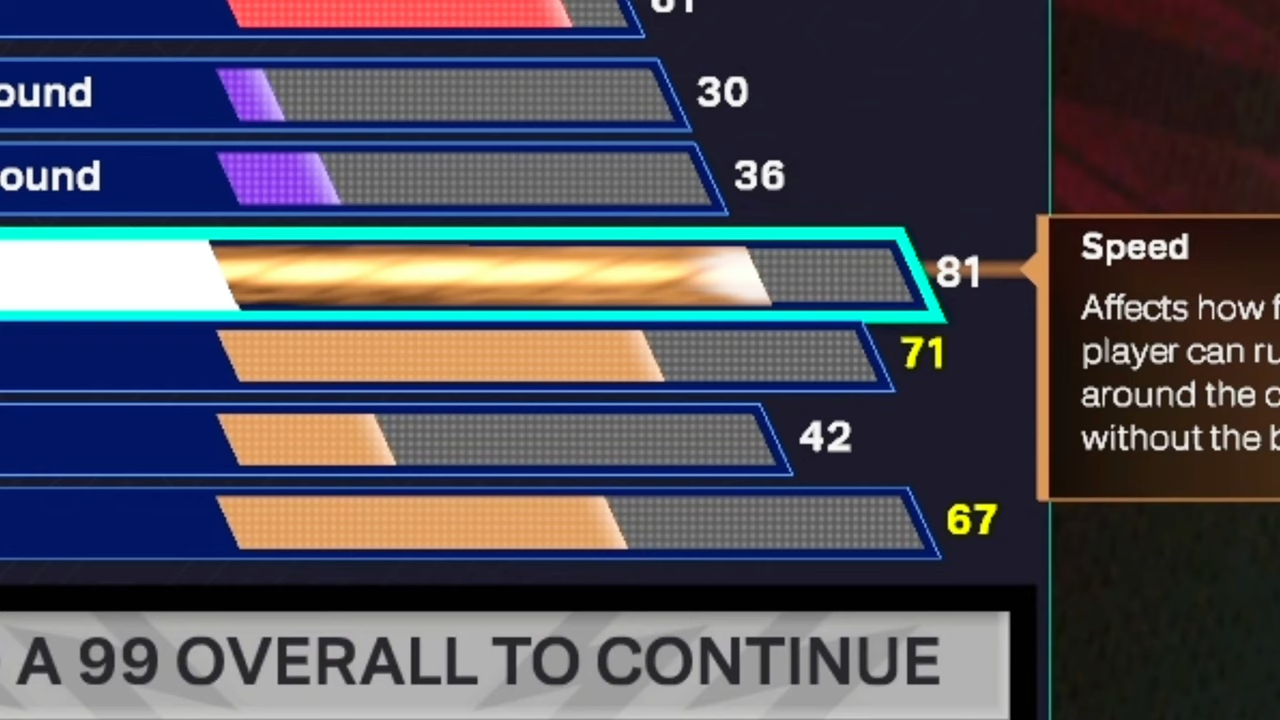 ound 30
ound 36
81
71
42
67
Speed
Affects how f
player can ru
around the c
without the b
A 99 OVERALL TO CONTINUE